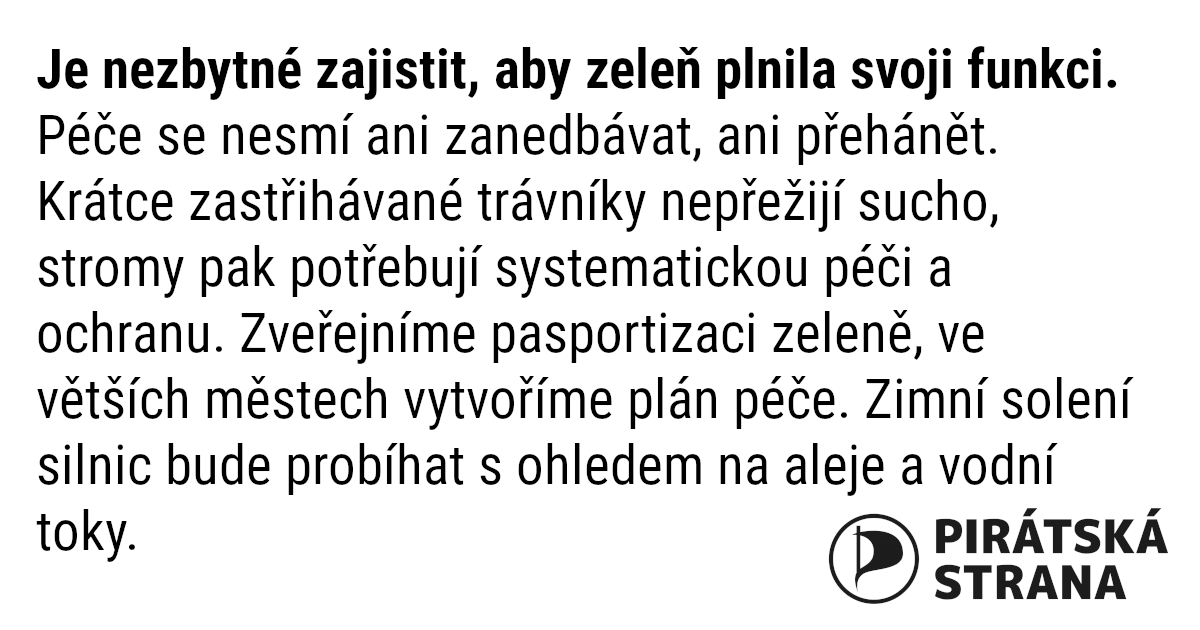 Je nezbytné zajistit, aby zeleň plnila svoji funkci.
Péče se nesmí ani zanedbávat, ani přehánět.
Krátce zastřihávané trávníky nepřežijí sucho,
stromy pak potřebují systematickou péči a
ochranu. Zveřejníme pasportizaci zeleně, ve
větších městech vytvoříme plán péče. Zimní solení
silnic bude probíhat s ohledem na aleje a vodní
toky.
PIRÁTSKÁ
STRANA